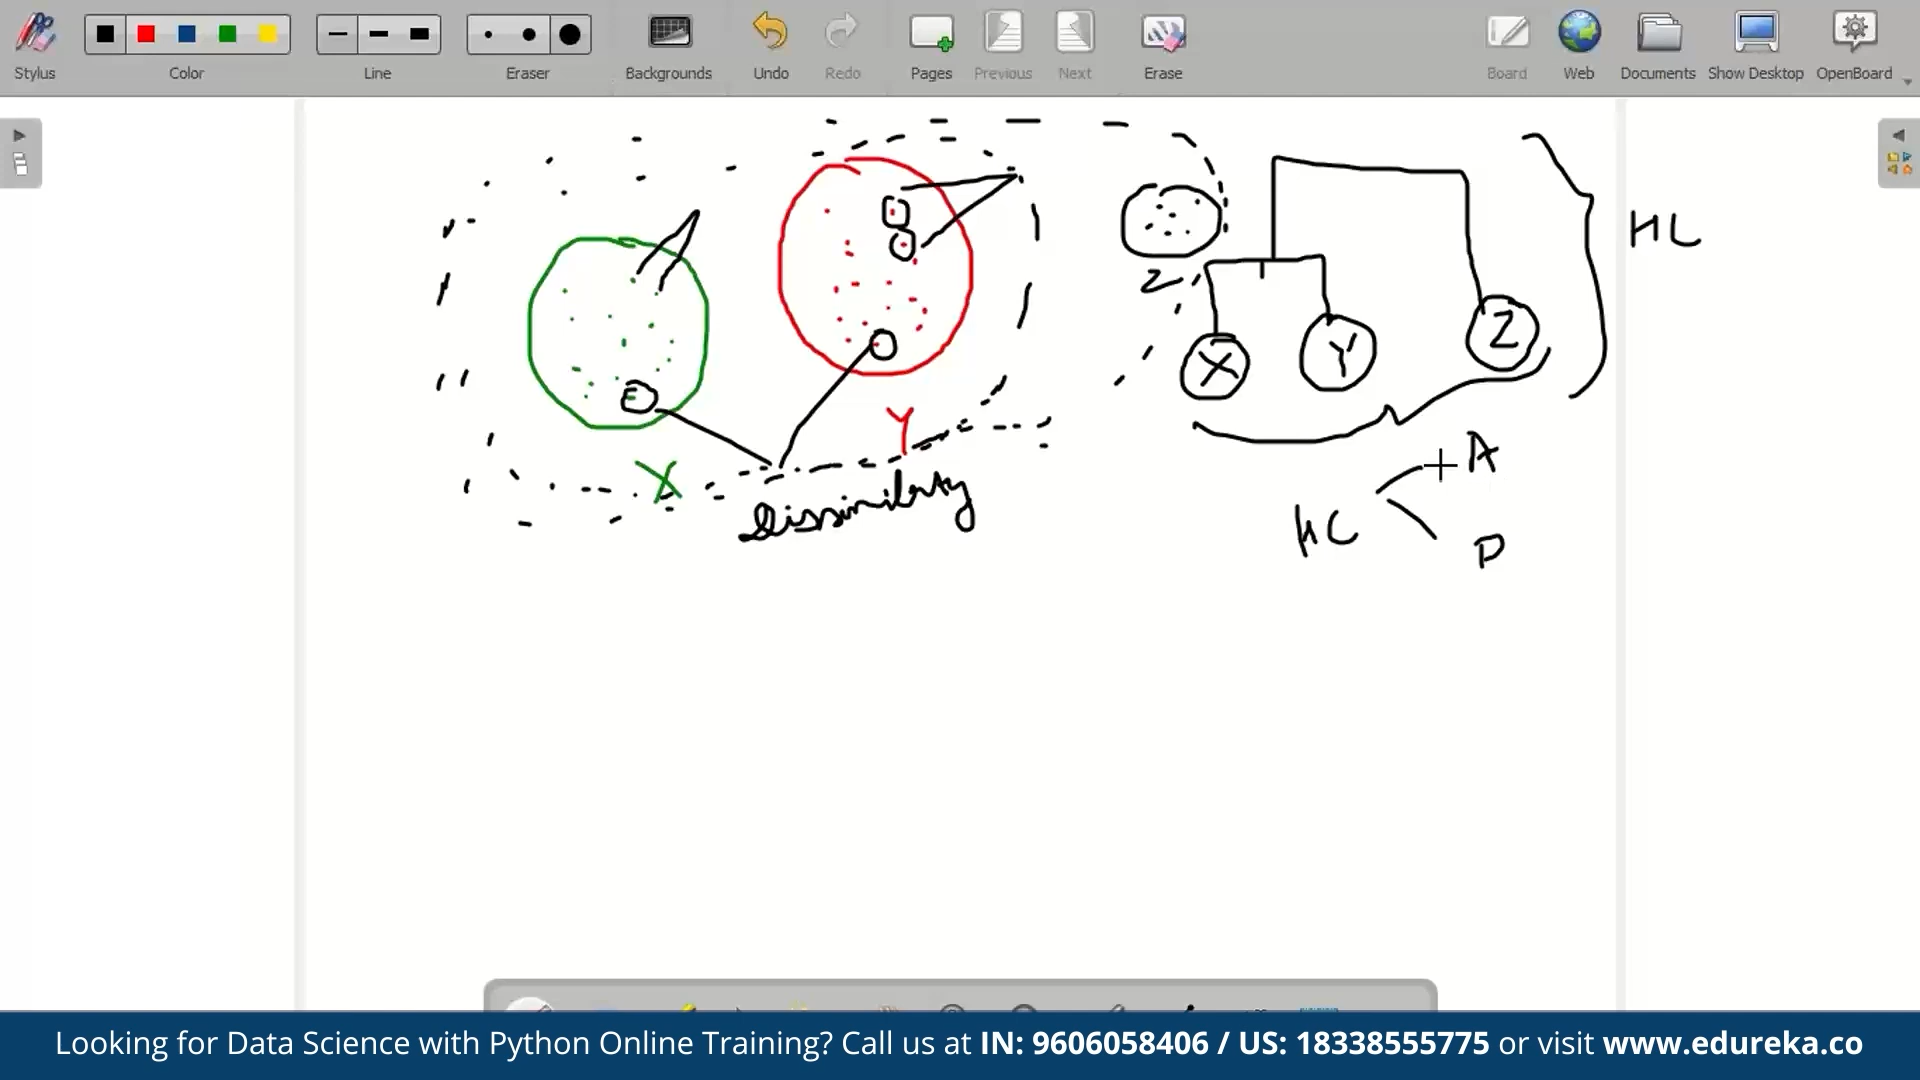 Stylus
Color
Line
Eraser
Backgrounds
Undo
Redo
Pages
Previous
Next
Erase
Board
Web
Documents
Show Desktop
OpenBoard
HL
Z
X
Y
Z
Y
X
Dissimilarty
HC
A
D
Looking for Data Science with Python Online Training? Call us at IN: 9606058406 / US: 18338555775 or visit www.edureka.co